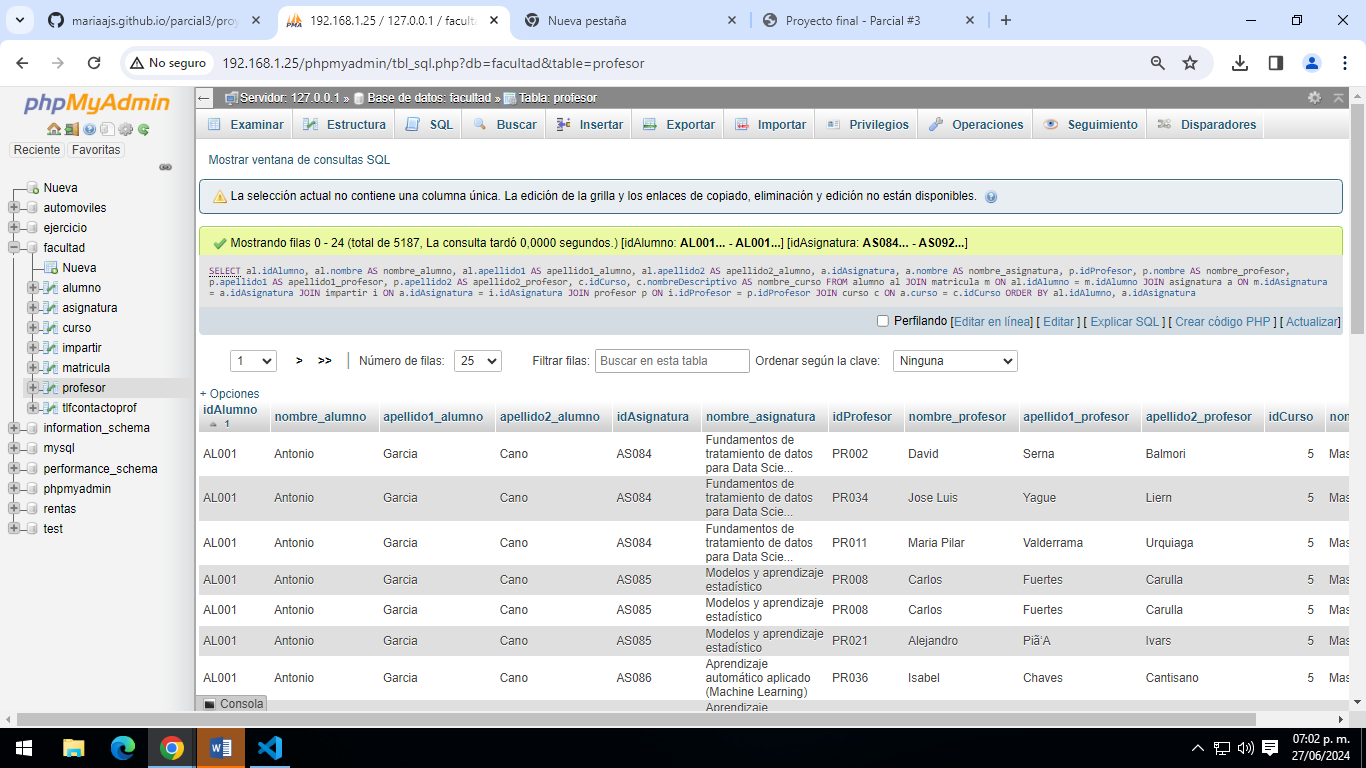 mariaajs.github.io/parcial3/proy
192.168.1.25 / 127.0.0.1 / faculta
Nueva pestaña
Proyecto final - Parcial #3
No seguro
192.168.1.25/phpmyadmin/tbl_sql.php?db=facultad&table=profesor
phpMyAdmin
Reciente Favoritas
Nueva
automoviles
ejercicio
facultad
Nueva
alumno
asignatura
curso
impartir
matricula
profesor
tlfcontactoprof
information_schema
mysql
performance_schema
phpmyadmin
rentas
test
Servidor: 127.0.0.1 » Base de datos: facultad » Tabla: profesor
Examinar Estructura SQL Buscar Insertar Exportar Importar Privilegios Operaciones Seguimiento Disparadores
Mostrar ventana de consultas SQL
La selección actual no contiene una columna única. La edición de la grilla y los enlaces de copiado, eliminación y edición no están disponibles.
Mostrando filas 0 - 24 (total de 5187, La consulta tardó 0,0000 segundos.) [idAlumno: AL001... - AL001...] [idAsignatura: AS084... - AS092...]
SELECT al.idAlumno, al.nombre AS nombre_alumno, al.apellido1 AS apellido1_alumno, al.apellido2 AS apellido2_alumno, a.idAsignatura, a.nombre AS nombre_asignatura, p.idProfesor, p.nombre AS nombre_profesor,
p.apellido1 AS apellido1_profesor, p.apellido2 AS apellido2_profesor, c.idCurso, c.nombreDescriptivo AS nombre_curso FROM alumno al JOIN matricula m ON al.idAlumno = m.idAlumno JOIN asignatura a ON m.idAsignatura
= a.idAsignatura JOIN impartir i ON a.idAsignatura = i.idAsignatura JOIN profesor p ON i.idProfesor = p.idProfesor JOIN curso c ON a.curso = c.idCurso ORDER BY al.idAlumno, a.idAsignatura
Perfilando [Editar en línea] [ Editar ] [ Explicar SQL ] [ Crear código PHP ] [ Actualizar]
1 > >> Número de filas: 25 Filtrar filas: Buscar en esta tabla Ordenar según la clave: Ninguna
+ Opciones
idAlumno 1 nombre_alumno apellido1_alumno apellido2_alumno idAsignatura nombre_asignatura idProfesor nombre_profesor apellido1_profesor apellido2_profesor idCurso nom
AL001 Antonio Garcia Cano AS084 Fundamentos de tratamiento de datos para Data Scie... PR002 David Serna Balmori 5 Mas
AL001 Antonio Garcia Cano AS084 Fundamentos de tratamiento de datos para Data Scie... PR034 Jose Luis Yague Liern 5 Mas
AL001 Antonio Garcia Cano AS084 Fundamentos de tratamiento de datos para Data Scie... PR011 Maria Pilar Valderrama Urquiaga 5 Mas
AL001 Antonio Garcia Cano AS085 Modelos y aprendizaje estadístico PR008 Carlos Fuertes Carulla 5 Mas
AL001 Antonio Garcia Cano AS085 Modelos y aprendizaje estadístico PR008 Carlos Fuertes Carulla 5 Mas
AL001 Antonio Garcia Cano AS085 Modelos y aprendizaje estadístico PR021 Alejandro Piã‘A Ivars 5 Mas
AL001 Antonio Garcia Cano AS086 Aprendizaje automático aplicado (Machine Learning) PR036 Isabel Chaves Cantisano 5 Mas
Aprendizaje
Consola
07:02 p. m.
27/06/2024